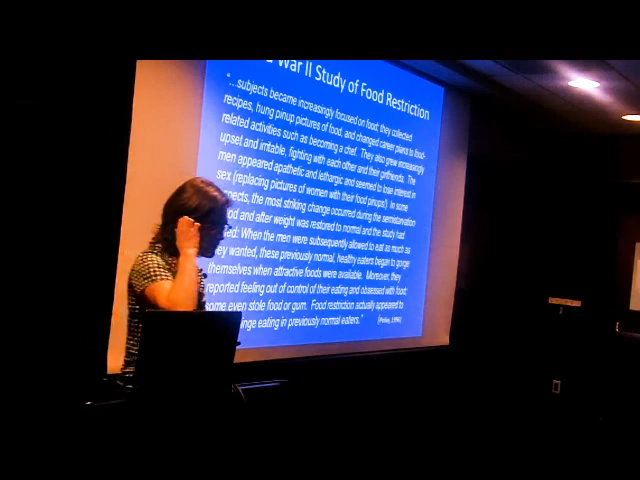 War II Study of Food Restriction
"...subjects became increasingly focused on food; they collected
recipes, hung pinup pictures of food, and changed career plans to food-
related activities such as becoming a chef. They also grew increasingly
upset and irritable, fighting with each other and their girlfriends. The
men appeared apathetic and lethargic and seemed to lose interest in
sex (replacing pictures of women with their food pinups!) In some
the most striking change occurred during the semistarvation
and after weight was restored to normal and the study had
When the men were subsequently allowed to eat as much as
they wanted, these previously normal, healthy eaters began to gorge
themselves when attractive foods were available. Moreover, they
reported feeling out of control of their eating and obsessed with food;
some even stole food or gum. Food restriction actually appeared to
eating in previously normal eaters."